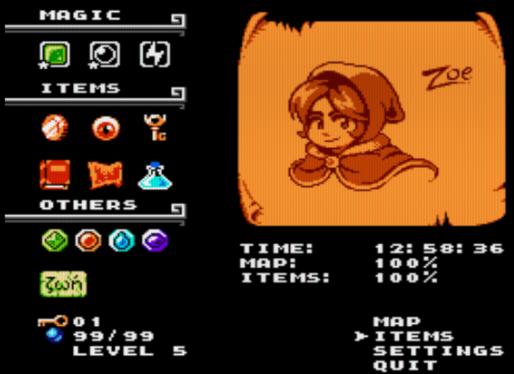 MAGIC
ITEMS
OTHERS
ζωή
01
99/99
LEVEL 5
Zoe
TIME: 12:58:36
MAP: 100%
ITEMS: 100%
MAP
ITEMS
SETTINGS
QUIT